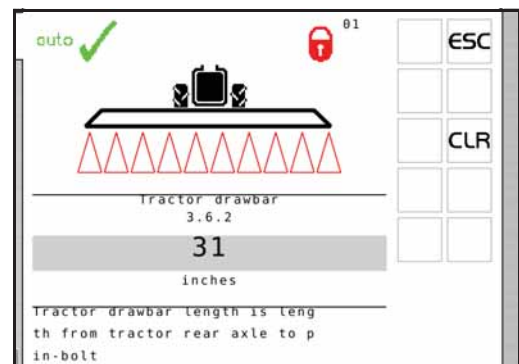 auto
01
ESC
CLR
Tractor drawbar
3.6.2
31
inches
Tractor drawbar length is leng
th from tractor rear axle to p
in-bolt